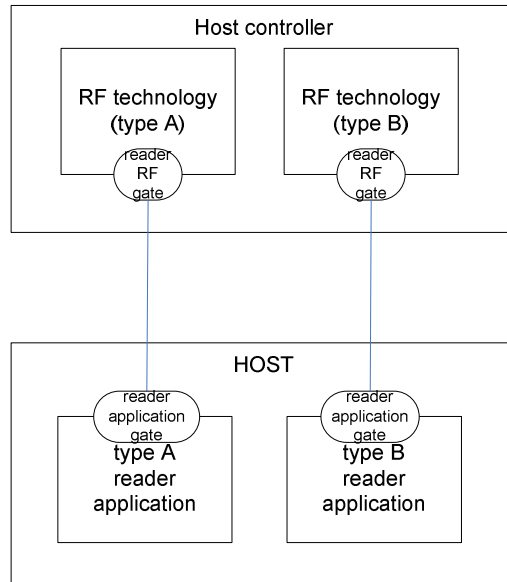 Host controller
RF technology
(type A)
reader
RF
gate
RF technology
(type B)
reader
RF
gate
HOST
reader
application
gate
type A
reader
application
reader
application
gate
type B
reader
application